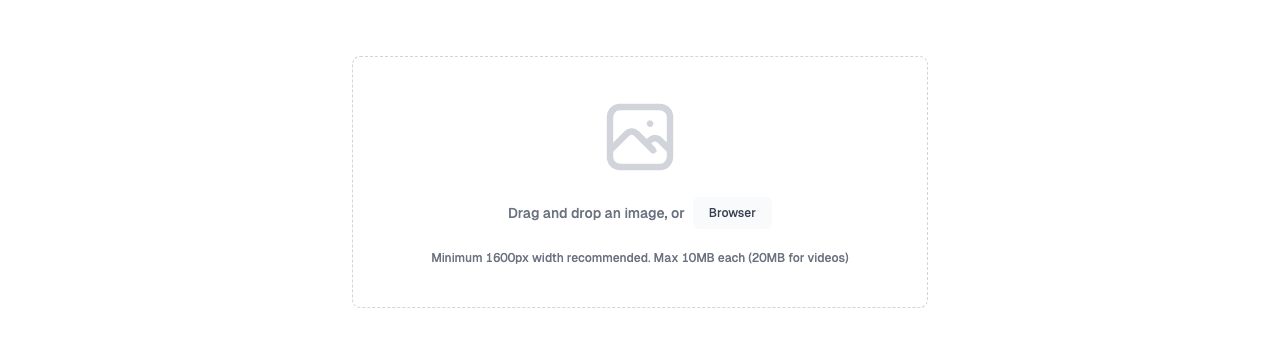 Drag and drop an image, or Browser
Minimum 1600px width recommended. Max 10MB each (20MB for videos)